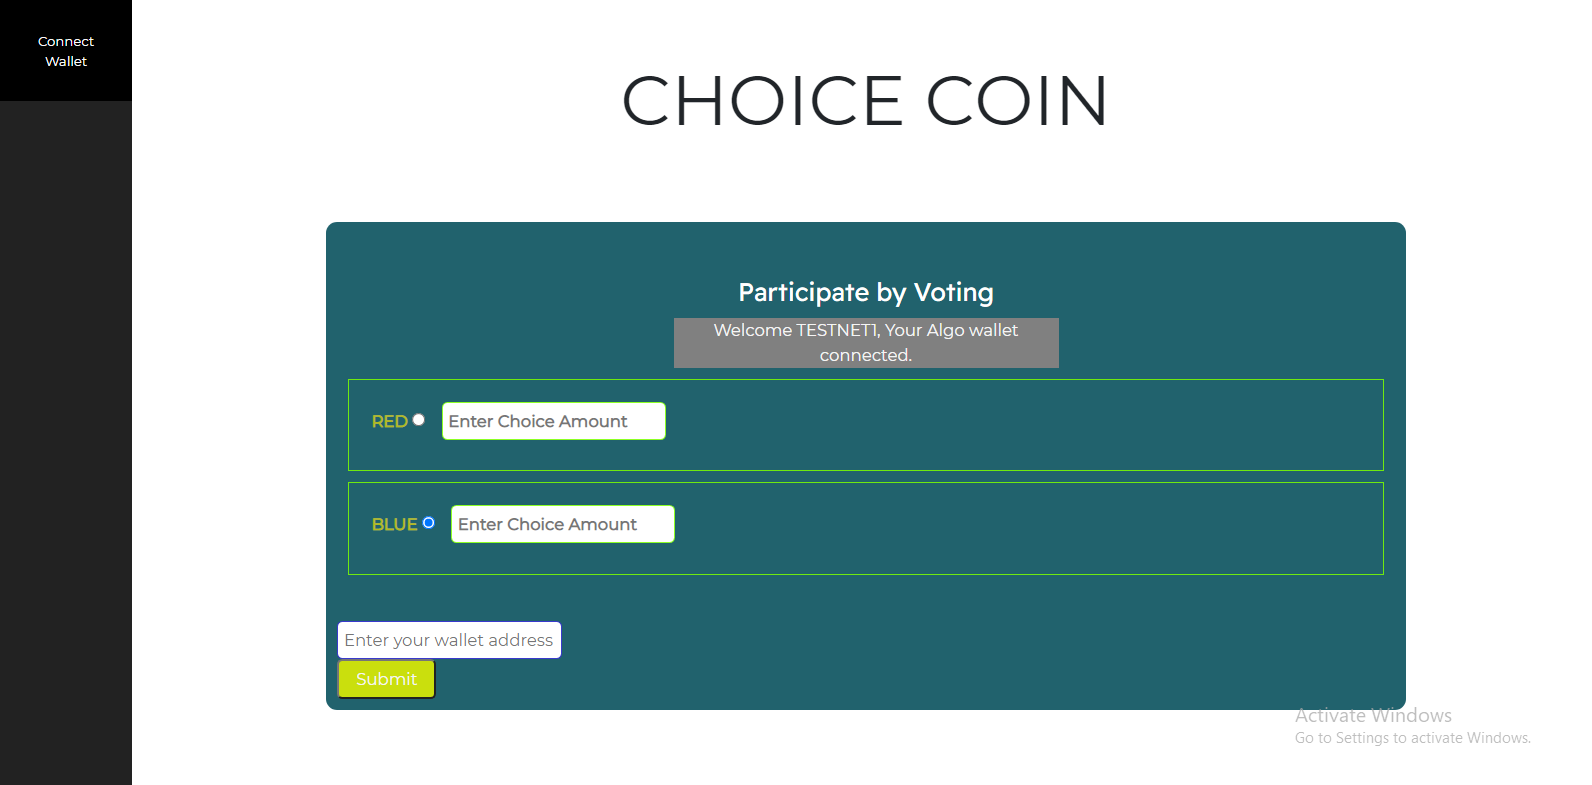 Connect
Wallet
CHOICE COIN
Participate by Voting
Welcome TESTNET1, Your Algo wallet
connected.
RED Enter Choice Amount
BLUE Enter Choice Amount
Enter your wallet address
Submit
Activate Windows
Go to Settings to activate Windows.